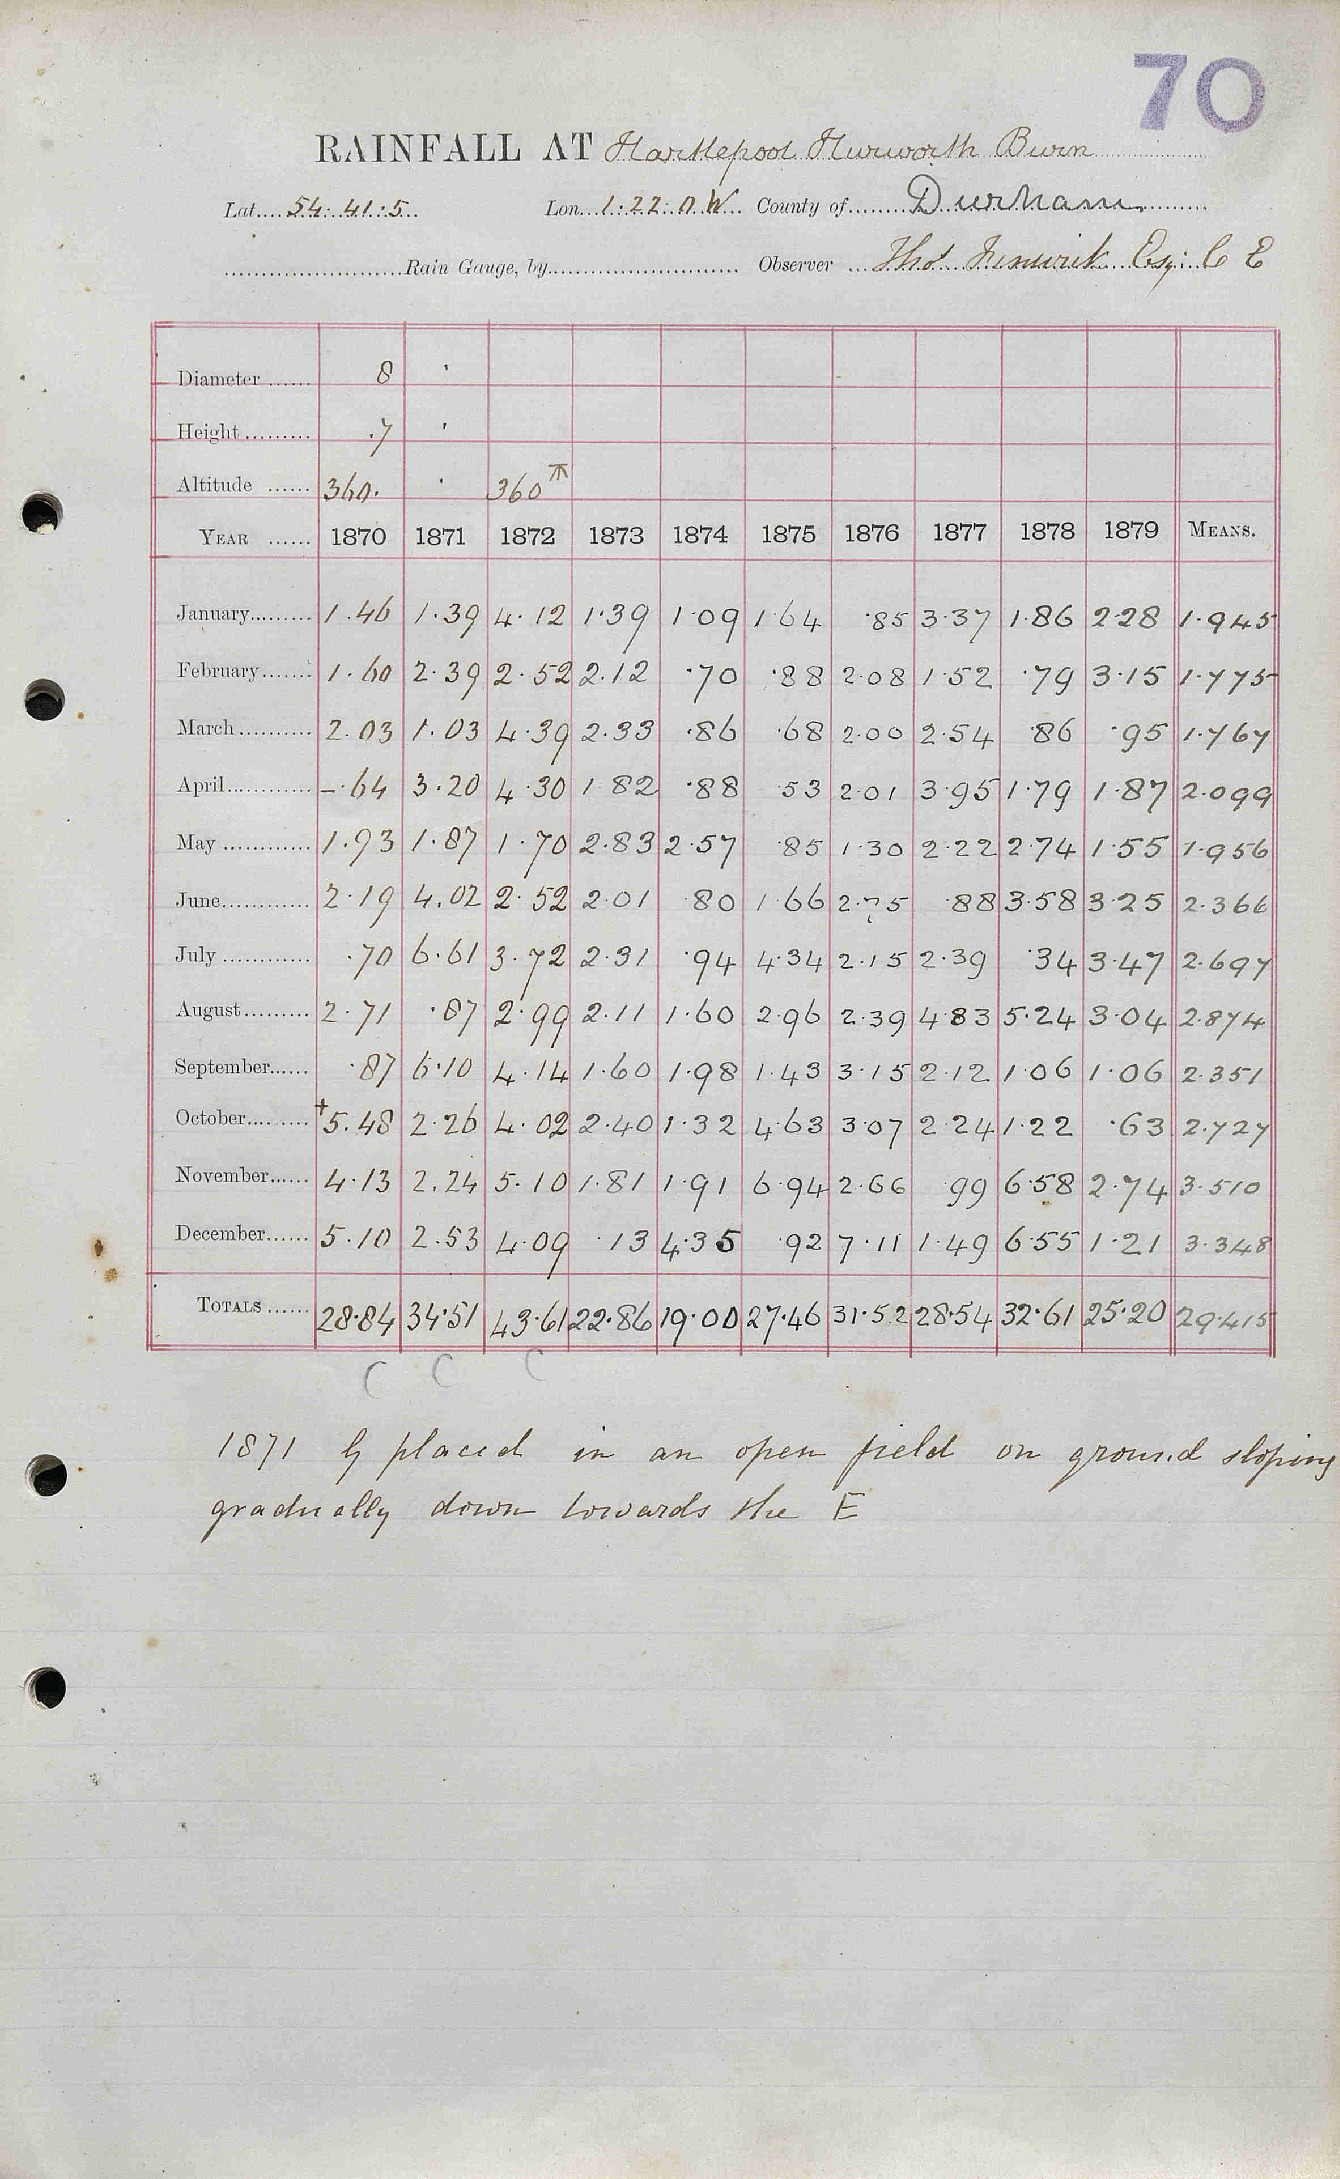 70
RAINFALL AT Hartlepool Hurworth Burn
Lat.... 54. 41. 5 Lon... 1. 22. 0 W County of Durham
Rain Gauge, by Observer Thos Fenwick Esq: C E
Diameter 8 '
Height .7 '
Altitude 360. ' 360 T
YEAR 1870 1871 1872 1873 1874 1875 1876 1877 1878 1879 MEANS.
January 1.46 1.39 4.12 1.39 1.09 1.64 .85 3.37 1.86 2.28 1.945
February 1.60 2.39 2.52 2.12 .70 .88 2.08 1.52 .79 3.15 1.775
March 2.03 1.03 4.39 2.33 .86 .68 2.00 2.54 .86 .95 1.767
April -.64 3.20 4.30 1.82 .88 .53 2.01 3.95 1.79 1.87 2.099
May 1.93 1.87 1.70 2.83 2.57 .85 1.30 2.22 2.74 1.55 1.956
June 2.19 4.02 2.52 2.01 .80 1.66 2.75 .88 3.58 3.25 2.366
July .70 6.61 3.72 2.31 .94 4.34 2.15 2.39 .34 3.47 2.697
August 2.71 .87 2.99 2.11 1.60 2.96 2.39 4.83 5.24 3.04 2.874
September .87 6.10 4.14 1.60 1.98 1.43 3.15 2.12 1.06 1.06 2.351
October +5.48 2.26 4.02 2.40 1.32 4.63 3.07 2.24 1.22 .63 2.727
November 4.13 2.24 5.10 1.81 1.91 6.94 2.66 .99 6.58 2.74 3.510
December 5.10 2.53 4.09 .13 4.35 .92 7.11 1.49 6.55 1.21 3.348
TOTALS 28.84 34.51 43.61 22.86 19.00 27.46 31.52 28.54 32.61 25.20 29.415
C C C
1871 G placed in an open field on ground sloping
gradually down towards the E